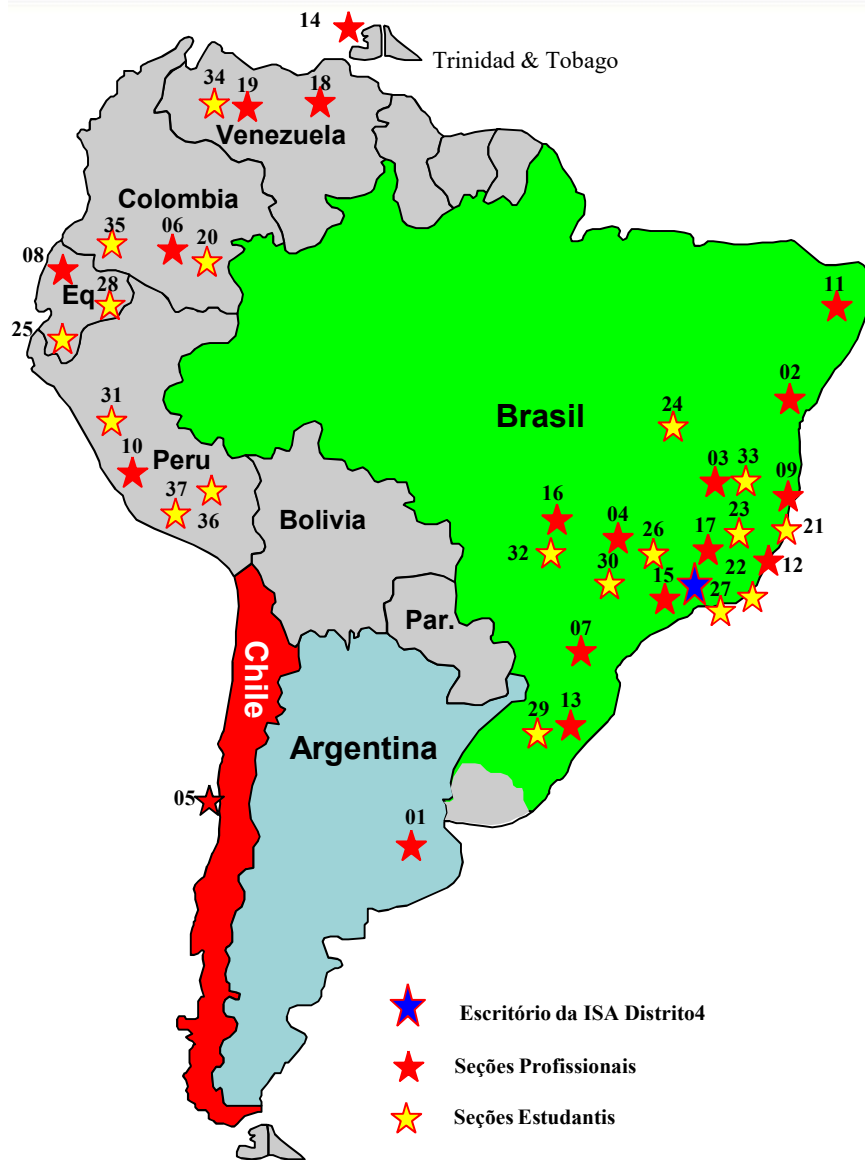 14
Trinidad & Tobago
34
19
18
Venezuela
Colombia
35
06
20
08
28
Eq
25
11
02
31
Brasil
24
10
Peru
03
33
09
37
36
Bolivia
16
04
26
17
23
21
32
30
15
22
12
27
Par.
07
Chile
29
13
Argentina
05
01
Escritório da ISA Distrito4
Seções Profissionais
Seções Estudantis